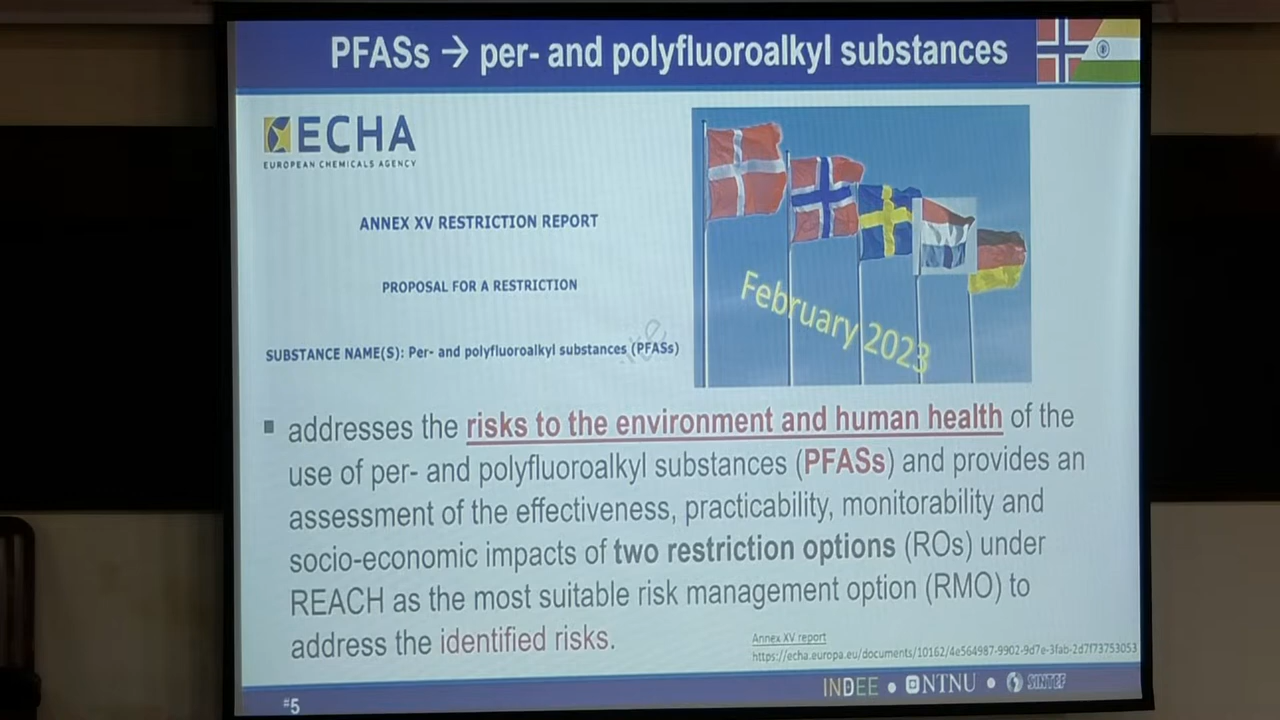 PFASs → per- and polyfluoroalkyl substances
ECHA
EUROPEAN CHEMICALS AGENCY
ANNEX XV RESTRICTION REPORT
PROPOSAL FOR A RESTRICTION
SUBSTANCE NAME(S): Per- and polyfluoroalkyl substances (PFASs)
February 2023
▪ addresses the risks to the environment and human health of the
use of per- and polyfluoroalkyl substances (PFASs) and provides an
assessment of the effectiveness, practicability, monitorability and
socio-economic impacts of two restriction options (ROs) under
REACH as the most suitable risk management option (RMO) to
address the identified risks.
Annex XV report
https://echa.europa.eu/documents/10162/4e564987-9902-9d7e-3fab-2d7f73753053
INDEE • NTNU • SINTEF
#5